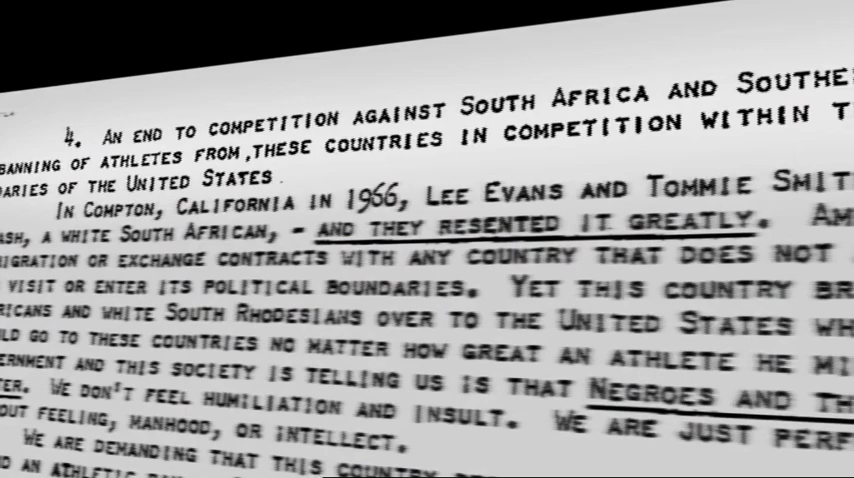 4. AN END TO COMPETITION AGAINST SOUTH AFRICA AND SOUTHE
BANNING OF ATHLETES FROM ,THESE COUNTRIES IN COMPETITION WITHIN T
DARIES OF THE UNITED STATES .
IN COMPTON, CALIFORNIA IN 1966, LEE EVANS AND TOMMIE SMIT
ASH, A WHITE SOUTH AFRICAN, - AND THEY RESENTED IT GREATLY. AM
IGRATION OR EXCHANGE CONTRACTS WITH ANY COUNTRY THAT DOES NOT
VISIT OR ENTER ITS POLITICAL BOUNDARIES. YET THIS COUNTRY BR
RICANS AND WHITE SOUTH RHODESIANS OVER TO THE UNITED STATES WH
LD GO TO THESE COUNTRIES NO MATTER HOW GREAT AN ATHLETE HE MI
ERNMENT AND THIS SOCIETY IS TELLING US IS THAT NEGROES AND TH
TER. WE DON'T FEEL HUMILIATION AND INSULT. WE ARE JUST PERF
OUT FEELING, MANHOOD, OR INTELLECT.
WE ARE DEMANDING THAT THIS COUNTRY
D AN ATHLETIC